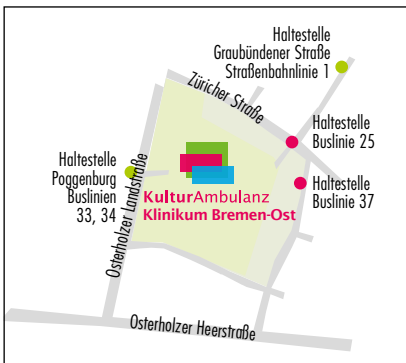 Haltestelle
Graubündener Straße
Straßenbahnlinie 1
Züricher Straße
Haltestelle
Buslinie 25
Haltestelle
Poggenburg
Buslinien
33, 34
Haltestelle
Buslinie 37
KulturAmbulanz
Klinikum Bremen-Ost
Osterholzer Landstraße
Osterholzer Heerstraße